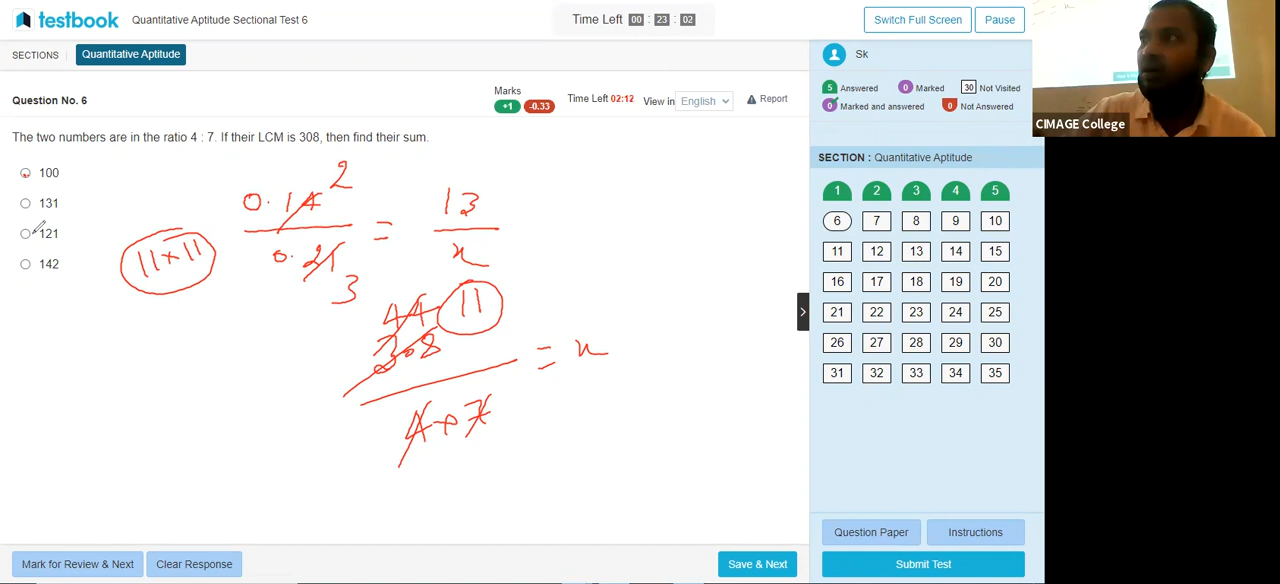 testbook Quantitative Aptitude Sectional Test 6 Time Left 00 : 23 : 02 Switch Full Screen Pause
SECTIONS Quantitative Aptitude
Sk
Question No. 6 Marks +1 -0.33 Time Left 02:12 View in English Report
5 Answered 0 Marked 30 Not Visited
0 Marked and answered 0 Not Answered
CIMAGE College
The two numbers are in the ratio 4 : 7. If their LCM is 308, then find their sum.
100
131
121
142
2
0.14 = 13
0.21 x
3
11×11
44 11
308 = x
4×7
SECTION : Quantitative Aptitude
1 2 3 4 5
6 7 8 9 10
11 12 13 14 15
16 17 18 19 20
21 22 23 24 25
26 27 28 29 30
31 32 33 34 35
Question Paper Instructions
Mark for Review & Next Clear Response Save & Next Submit Test